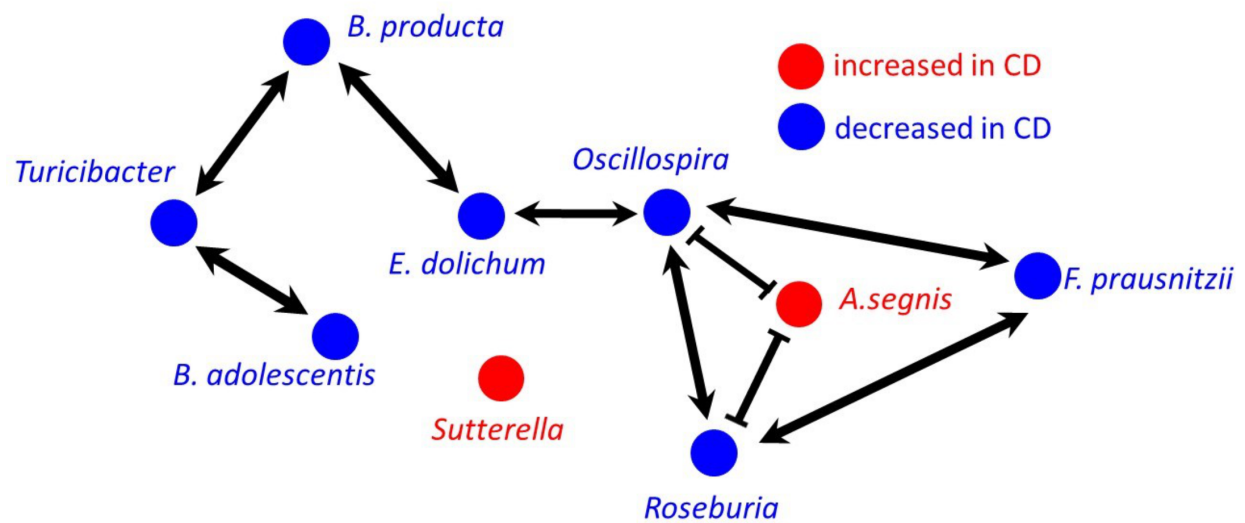 B. producta
increased in CD
decreased in CD
Oscillospira
Turicibacter
E. dolichum
F. prausnitzii
A.segnis
B. adolescentis
Sutterella
Roseburia